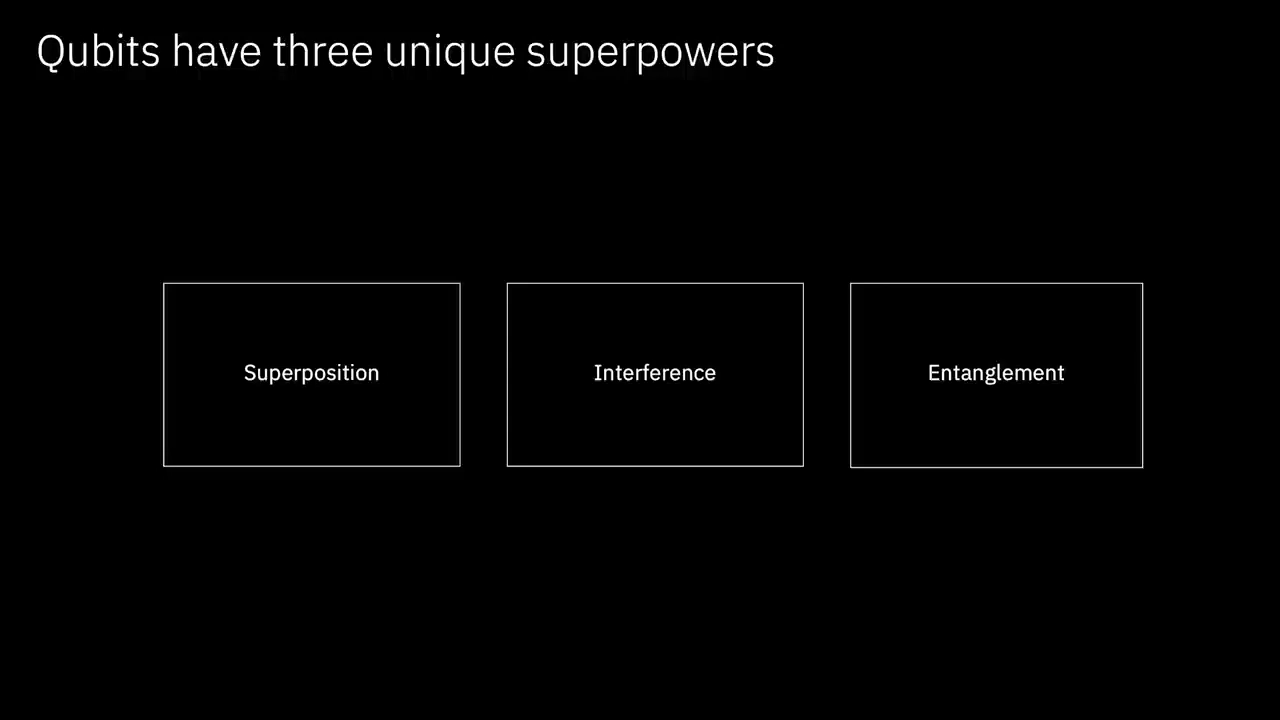 Qubits have three unique superpowers
Superposition
Interference
Entanglement